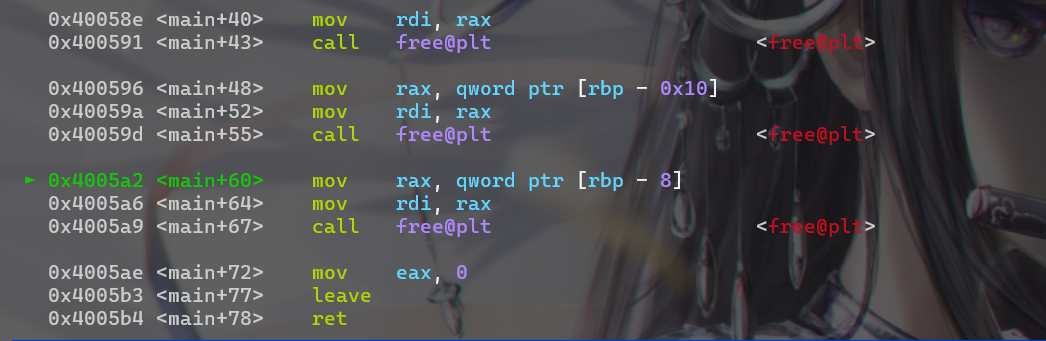 0x40058e <main+40> mov rdi, rax
0x400591 <main+43> call free@plt <free@plt>
0x400596 <main+48> mov rax, qword ptr [rbp - 0x10]
0x40059a <main+52> mov rdi, rax
0x40059d <main+55> call free@plt <free@plt>
► 0x4005a2 <main+60> mov rax, qword ptr [rbp - 8]
0x4005a6 <main+64> mov rdi, rax
0x4005a9 <main+67> call free@plt <free@plt>
0x4005ae <main+72> mov eax, 0
0x4005b3 <main+77> leave
0x4005b4 <main+78> ret